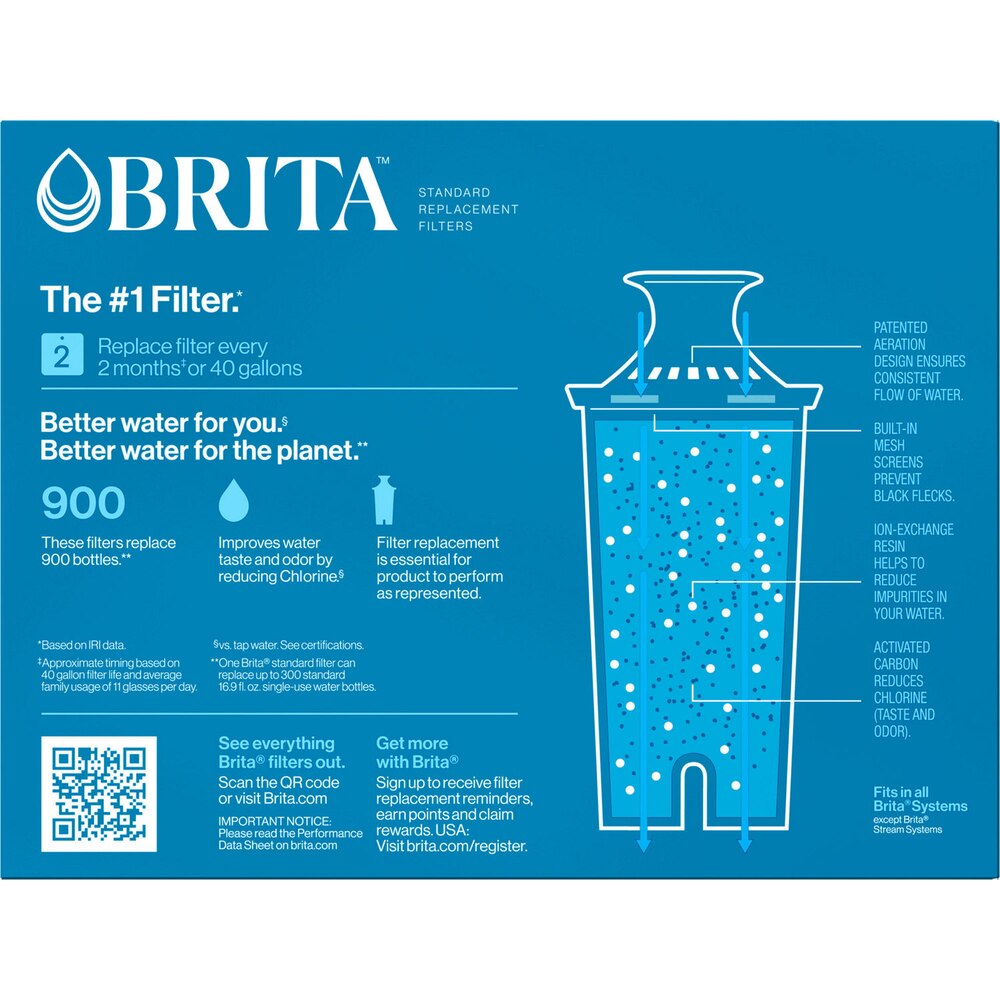 BRITA™
STANDARD
REPLACEMENT
FILTERS
The #1 Filter.*
2
Replace filter every
2 months‡ or 40 gallons
Better water for you.§
Better water for the planet.**
900
These filters replace
900 bottles.**
Improves water
taste and odor by
reducing Chlorine.§
Filter replacement
is essential for
product to perform
as represented.
*Based on IRI data.
‡Approximate timing based on
40 gallon filter life and average
family usage of 11 glasses per day.
§vs. tap water. See certifications.
**One Brita® standard filter can
replace up to 300 standard
16.9 fl. oz. single-use water bottles.
See everything
Brita® filters out.
Scan the QR code
or visit Brita.com
IMPORTANT NOTICE:
Please read the Performance
Data Sheet on brita.com
Get more
with Brita®
Sign up to receive filter
replacement reminders,
earn points and claim
rewards. USA:
Visit brita.com/register.
PATENTED
AERATION
DESIGN ENSURES
CONSISTENT
FLOW OF WATER.
BUILT-IN
MESH
SCREENS
PREVENT
BLACK FLECKS.
ION-EXCHANGE
RESIN
HELPS TO
REDUCE
IMPURITIES IN
YOUR WATER.
ACTIVATED
CARBON
REDUCES
CHLORINE
(TASTE AND
ODOR).
Fits in all
Brita® Systems
except Brita®
Stream Systems